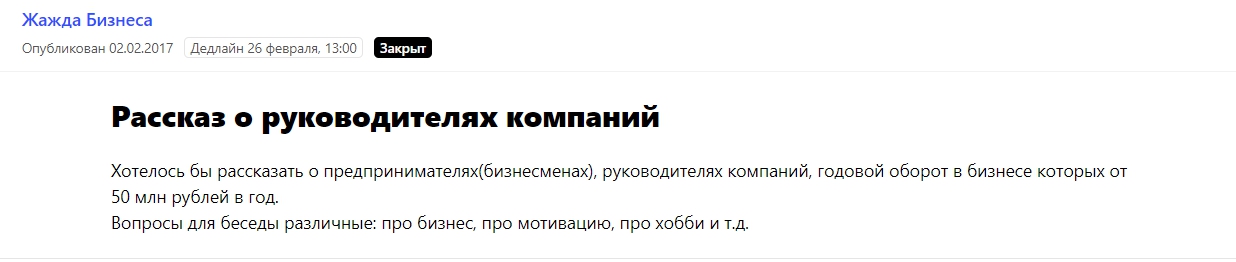 Жажда Бизнеса
Опубликован 02.02.2017 Дедлайн 26 февраля, 13:00 Закрыт
Рассказ о руководителях компаний
Хотелось бы рассказать о предпринимателях(бизнесменах), руководителях компаний, годовой оборот в бизнесе которых от
50 млн рублей в год.
Вопросы для беседы различные: про бизнес, про мотивацию, про хобби и т.д.